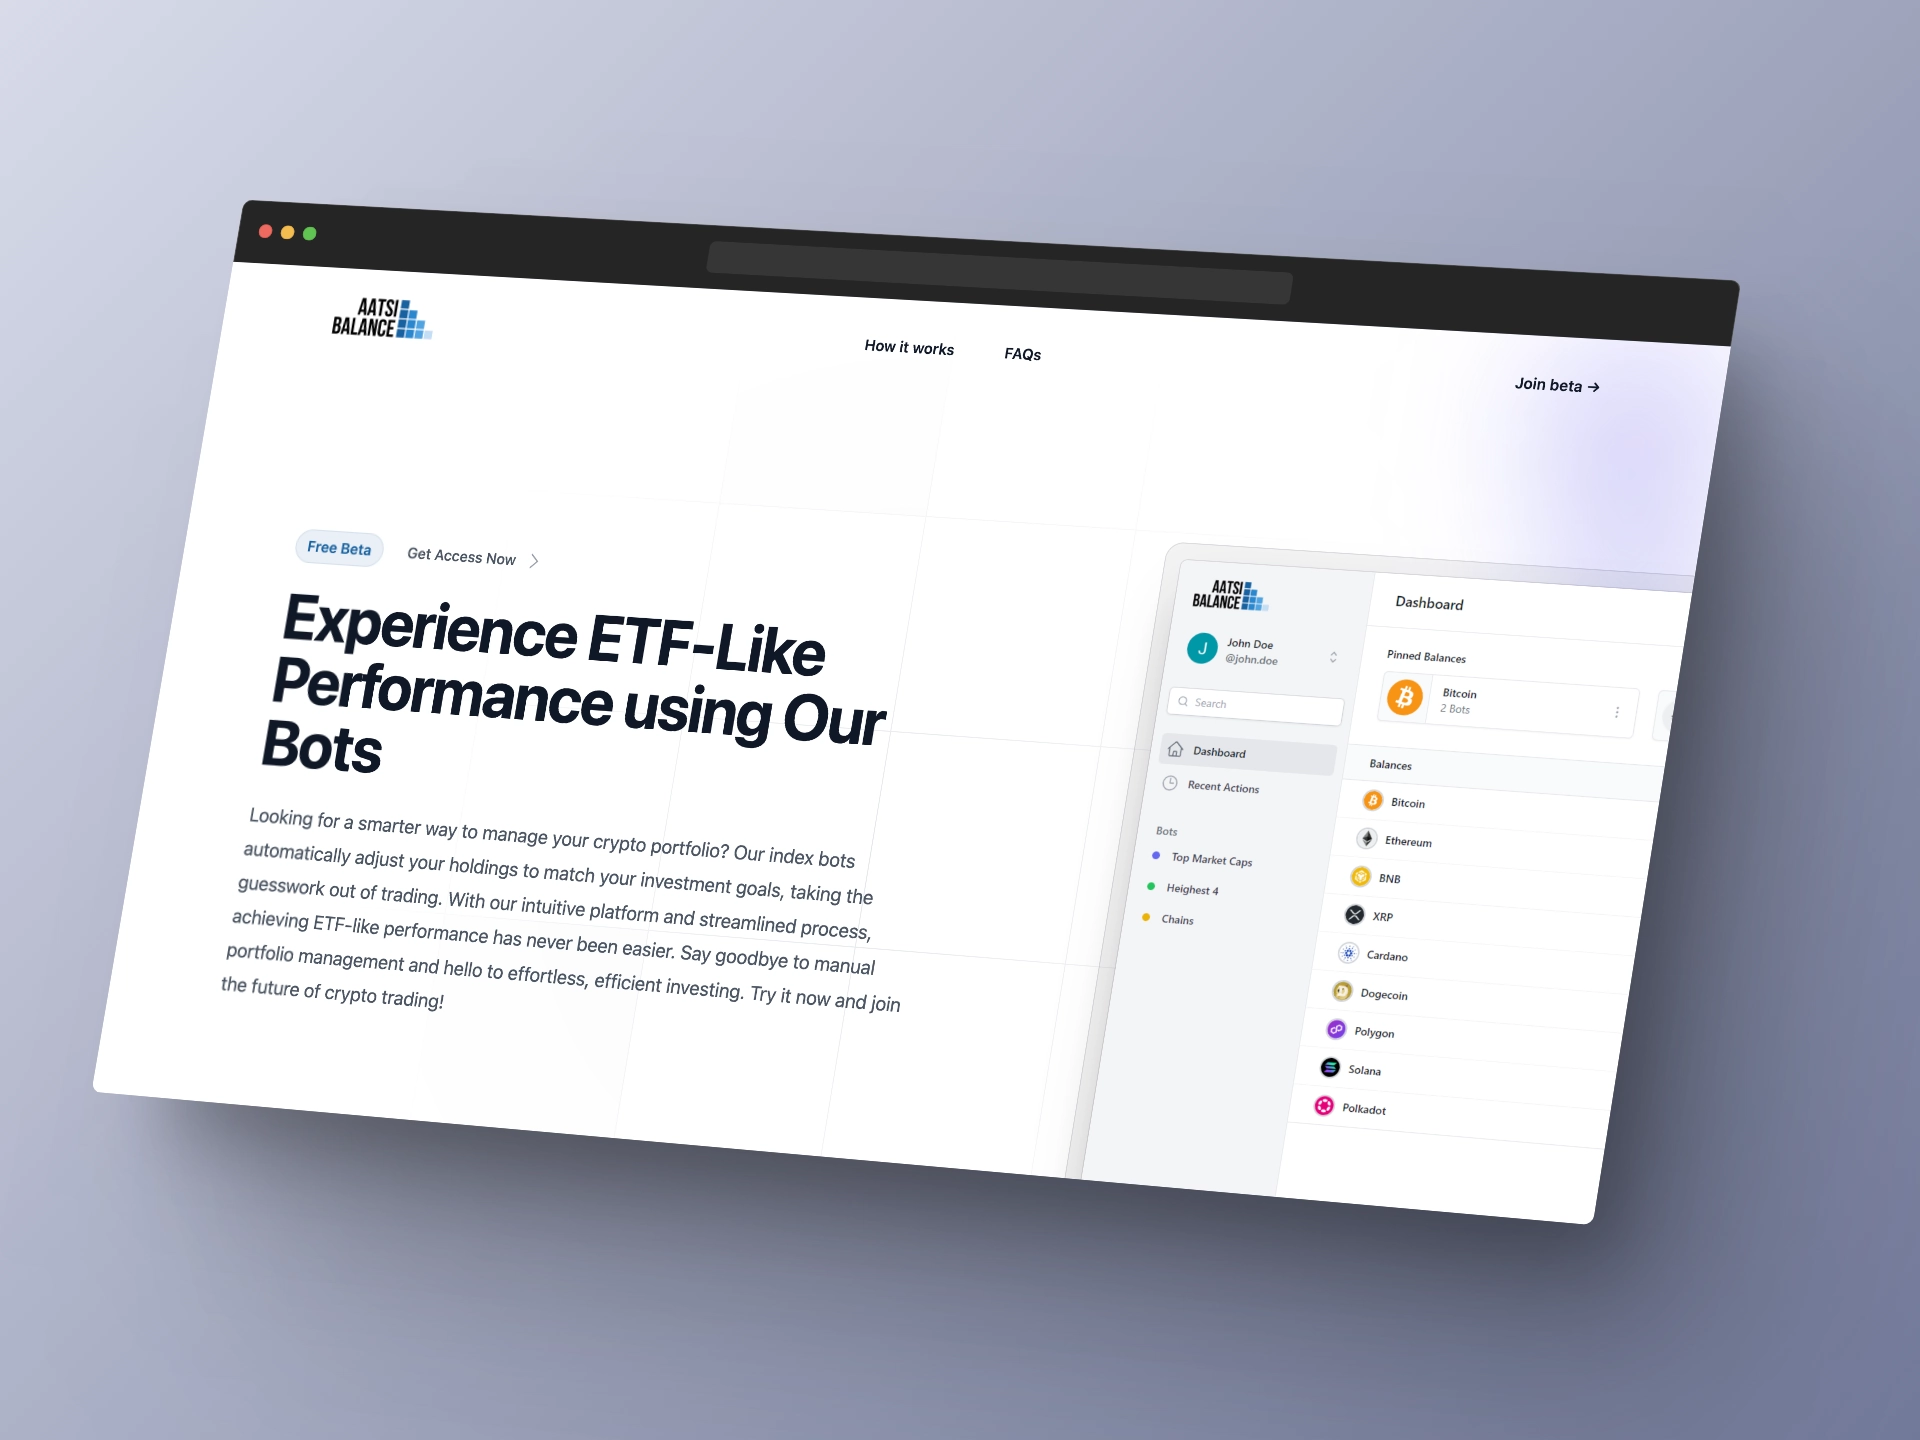 AATSI
BALANCE
How it works
FAQs
Join beta →
Free Beta
Get Access Now
Experience ETF-Like
Performance using Our
Bots
Looking for a smarter way to manage your crypto portfolio? Our index bots
automatically adjust your holdings to match your investment goals, taking the
guesswork out of trading. With our intuitive platform and streamlined process,
achieving ETF-like performance has never been easier. Say goodbye to manual
portfolio management and hello to effortless, efficient investing. Try it now and join
the future of crypto trading!
AATSI
BALANCE
J
John Doe
@john.doe
Search
Dashboard
Recent Actions
Bots
Top Market Caps
Heighest 4
Chains
Dashboard
Pinned Balances
Bitcoin
2 Bots
Balances
Bitcoin
Ethereum
BNB
XRP
Cardano
Dogecoin
Polygon
Solana
Polkadot